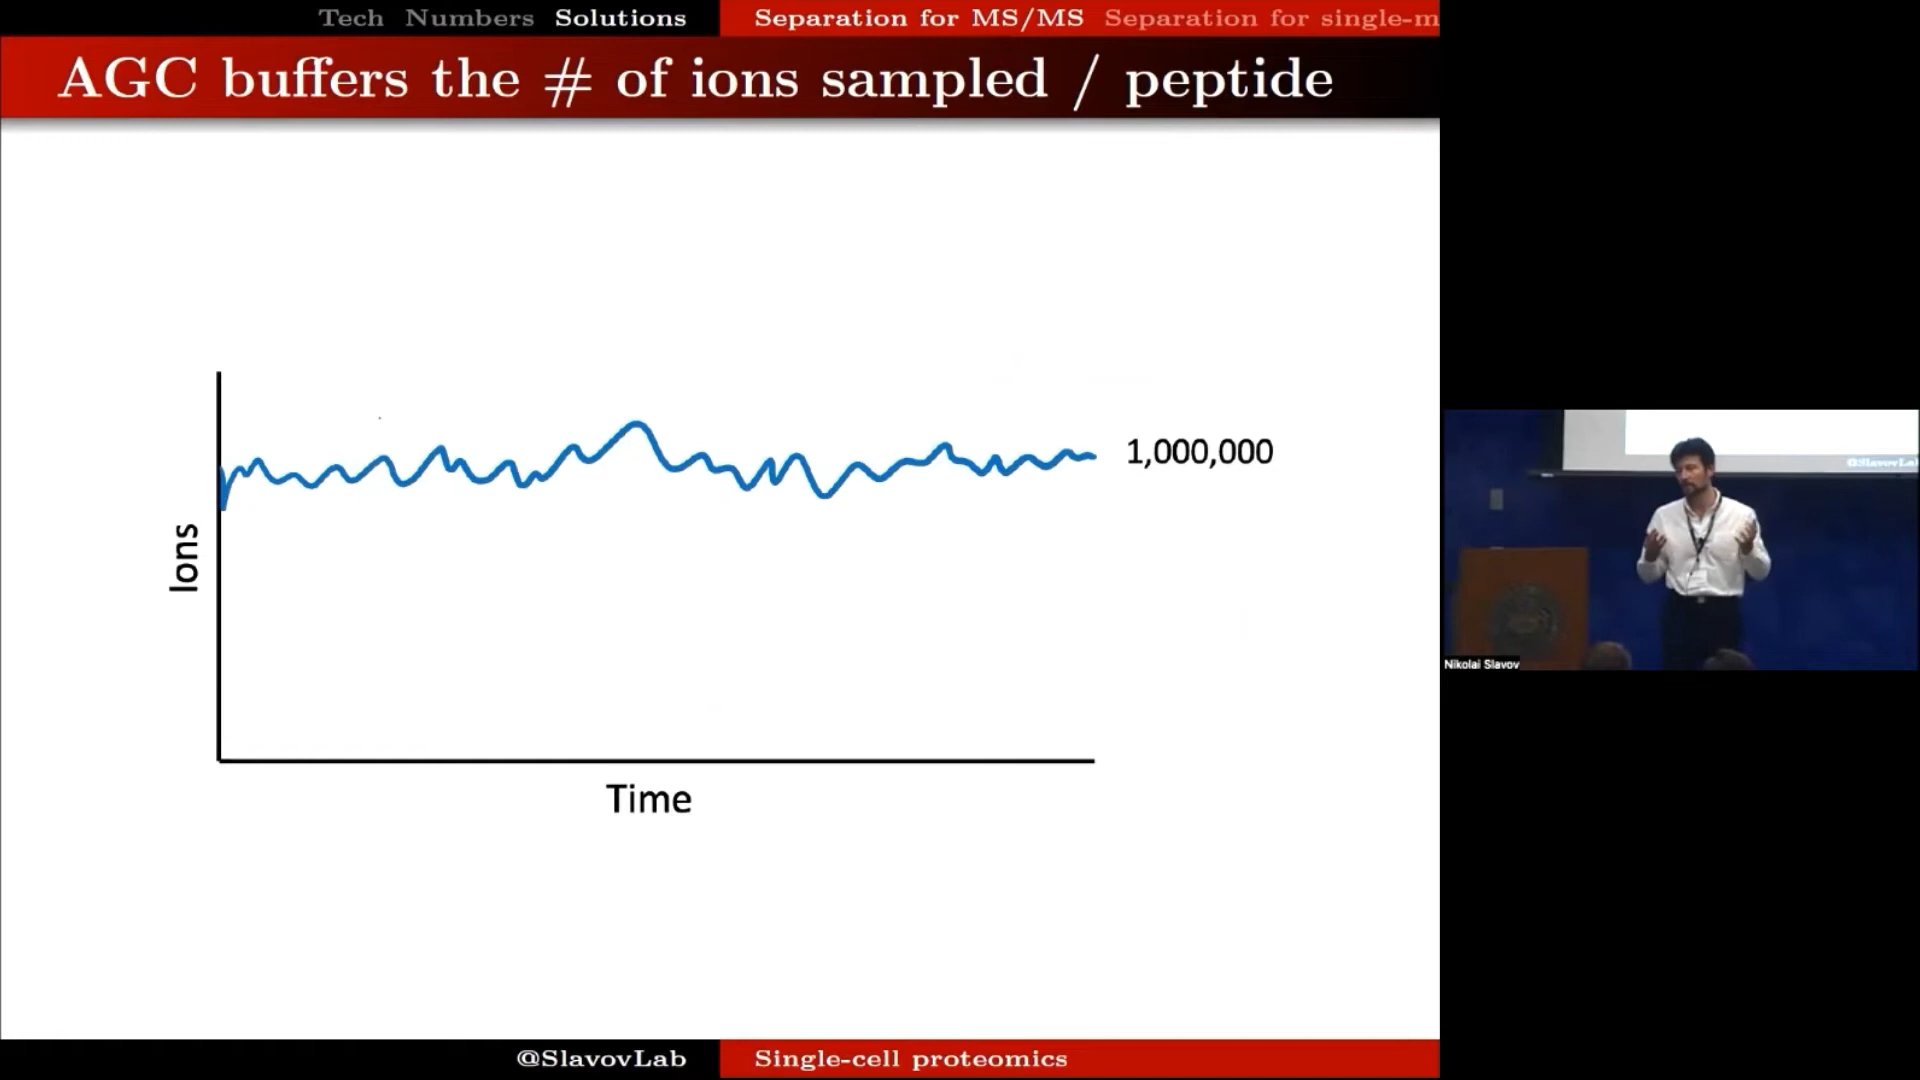 Tech Numbers Solutions
Separation for MS/MS Separation for single-m
AGC buffers the # of ions sampled / peptide
1,000,000
Ions
Time
@SlavovLab
Nikolai Slavov
@SlavovLab Single-cell proteomics